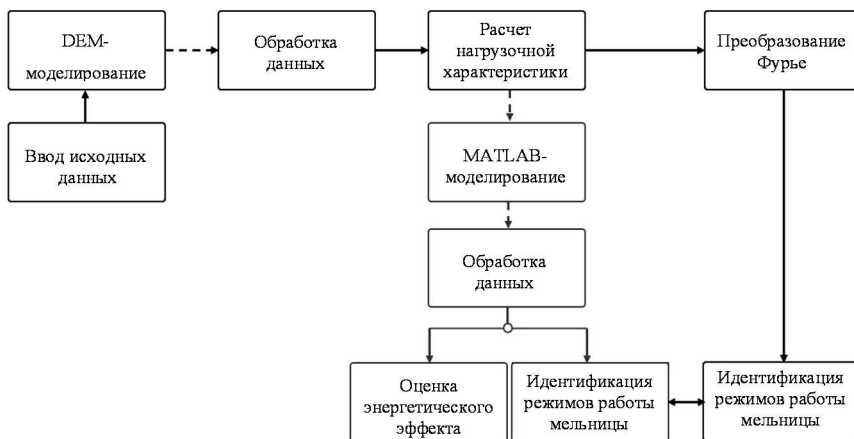 DEM-
моделирование
Обработка
данных
Расчет
нагрузочной
характеристики
Преобразование
Фурье
Ввод исходных
данных
MATLAB-
моделирование
Обработка
данных
Оценка
энергетического
эффекта
Идентификация
режимов работы
мельницы
Идентификация
режимов работы
мельницы